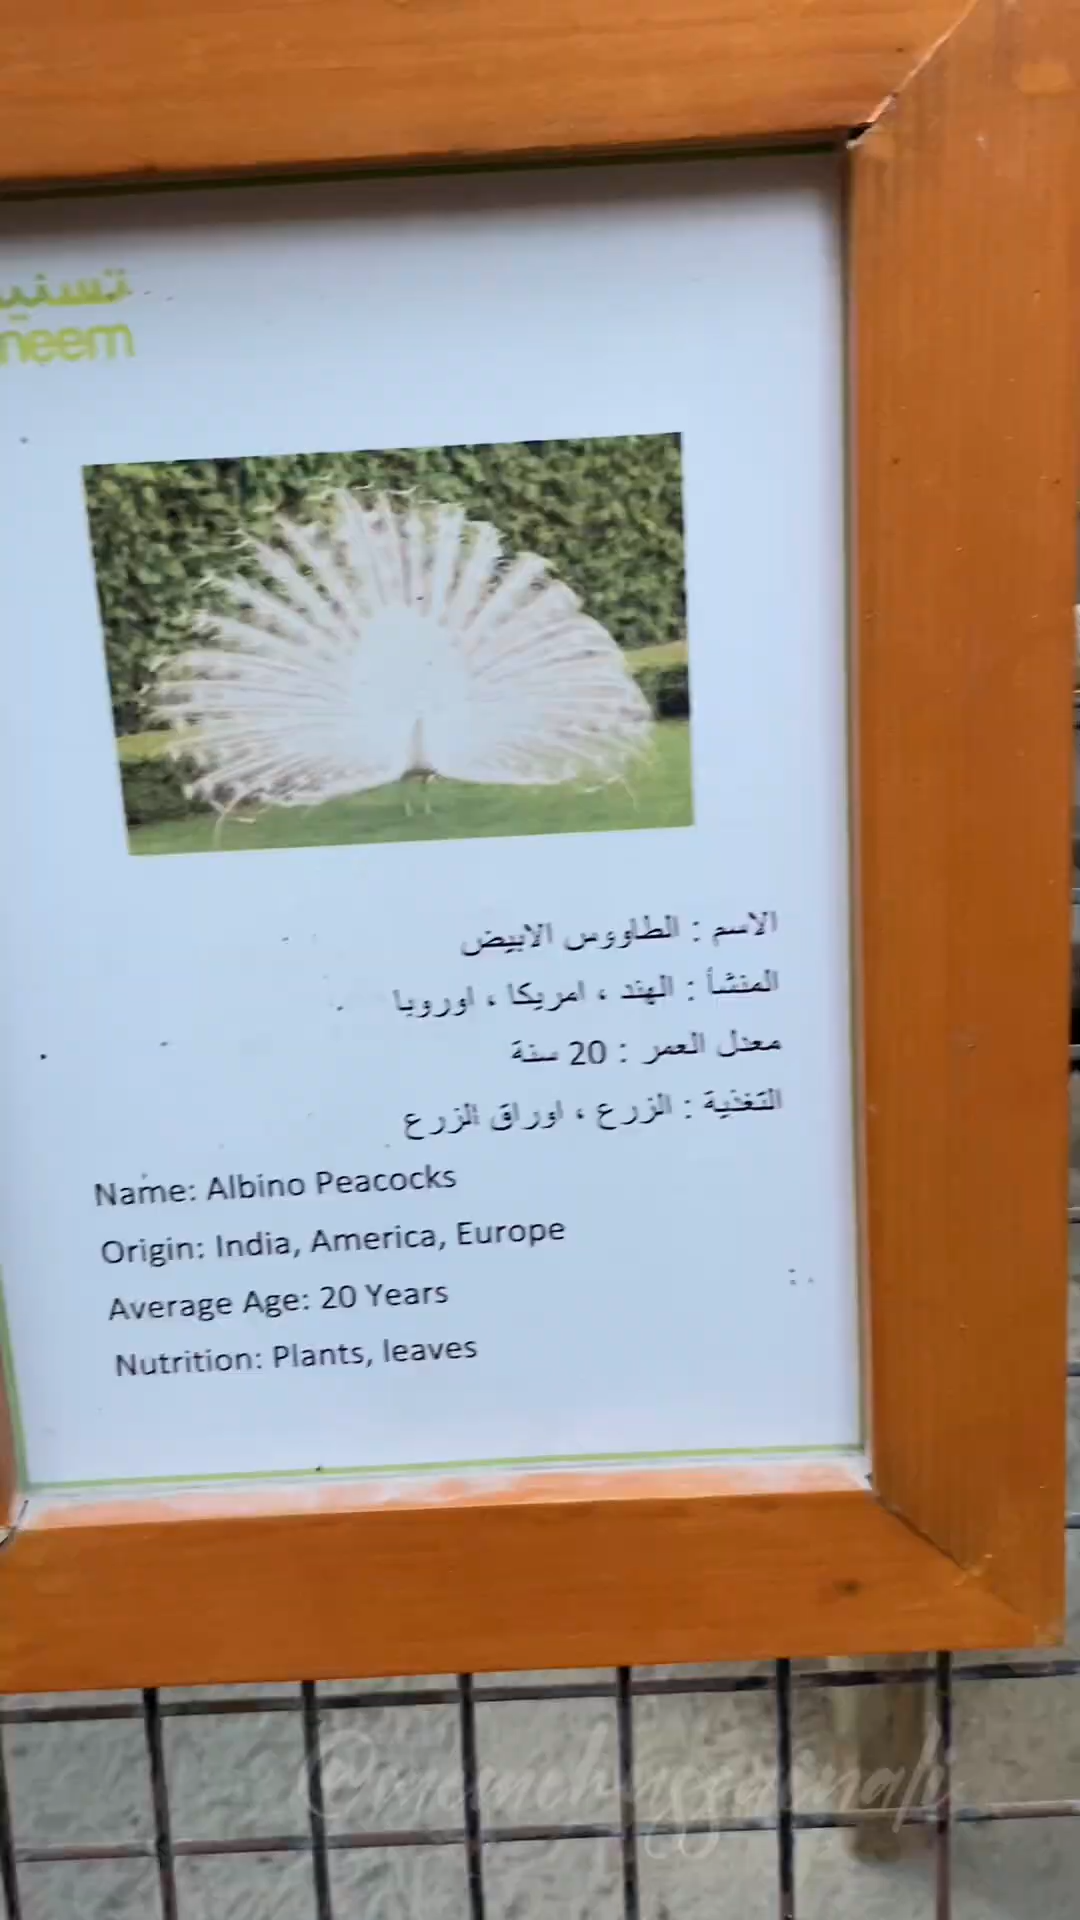 neem
الاسم : الطاووس الابيض
المنشأ : الهند ، امريكا ، اوروبا
معدل العمر : 20 سنة
التغذية : الزرع ، اوراق الزرع
Name: Albino Peacocks
Origin: India, America, Europe
Average Age: 20 Years
Nutrition: Plants, leaves